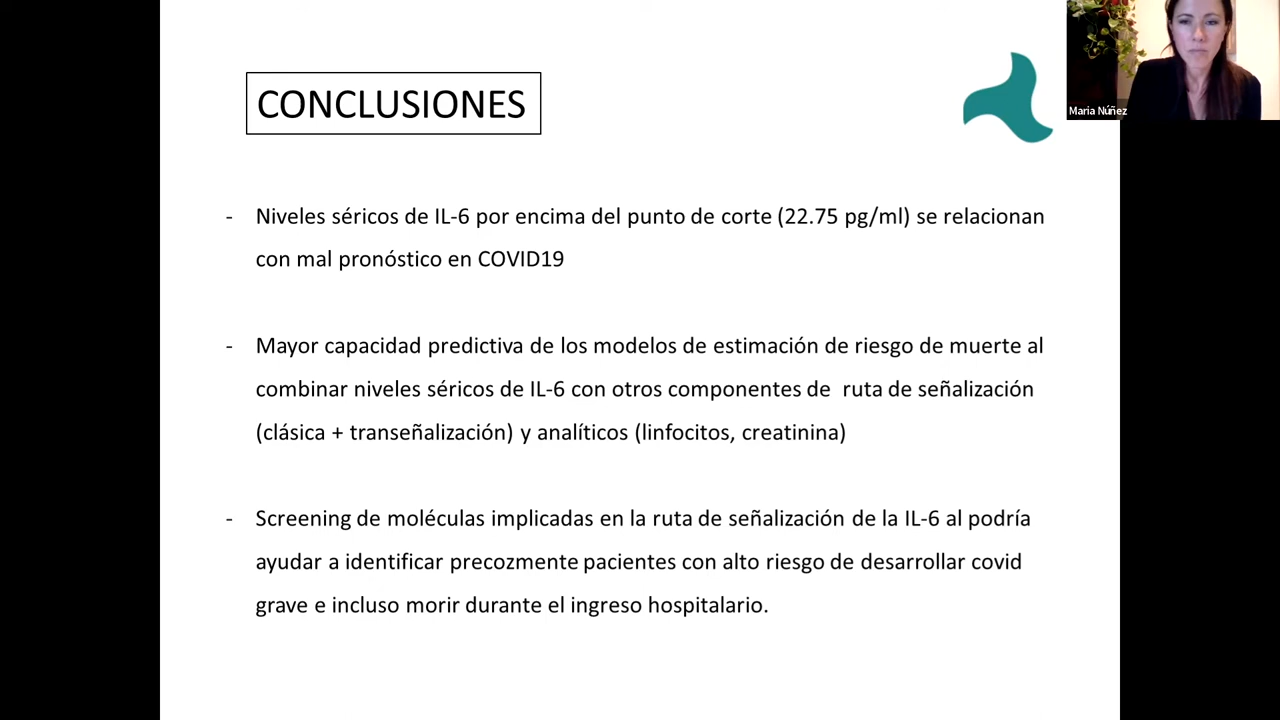 CONCLUSIONES
Maria Núñez
- Niveles séricos de IL-6 por encima del punto de corte (22.75 pg/ml) se relacionan
con mal pronóstico en COVID19
- Mayor capacidad predictiva de los modelos de estimación de riesgo de muerte al
combinar niveles séricos de IL-6 con otros componentes de ruta de señalización
(clásica + transeñalización) y analíticos (linfocitos, creatinina)
- Screening de moléculas implicadas en la ruta de señalización de la IL-6 al podría
ayudar a identificar precozmente pacientes con alto riesgo de desarrollar covid
grave e incluso morir durante el ingreso hospitalario.